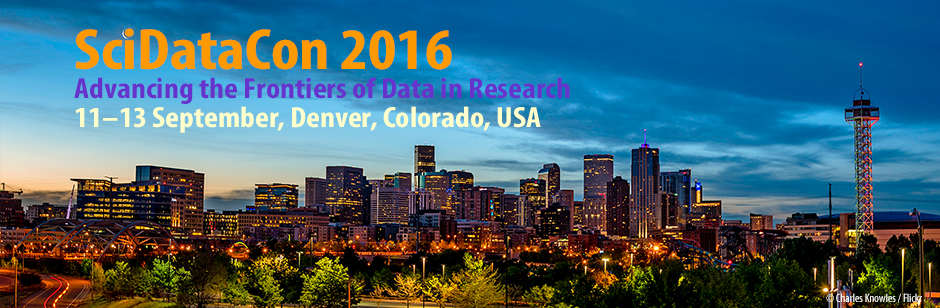 SciDataCon 2016
Advancing the Frontiers of Data in Research
11–13 September, Denver, Colorado, USA
© Charles Knowles / Flickr